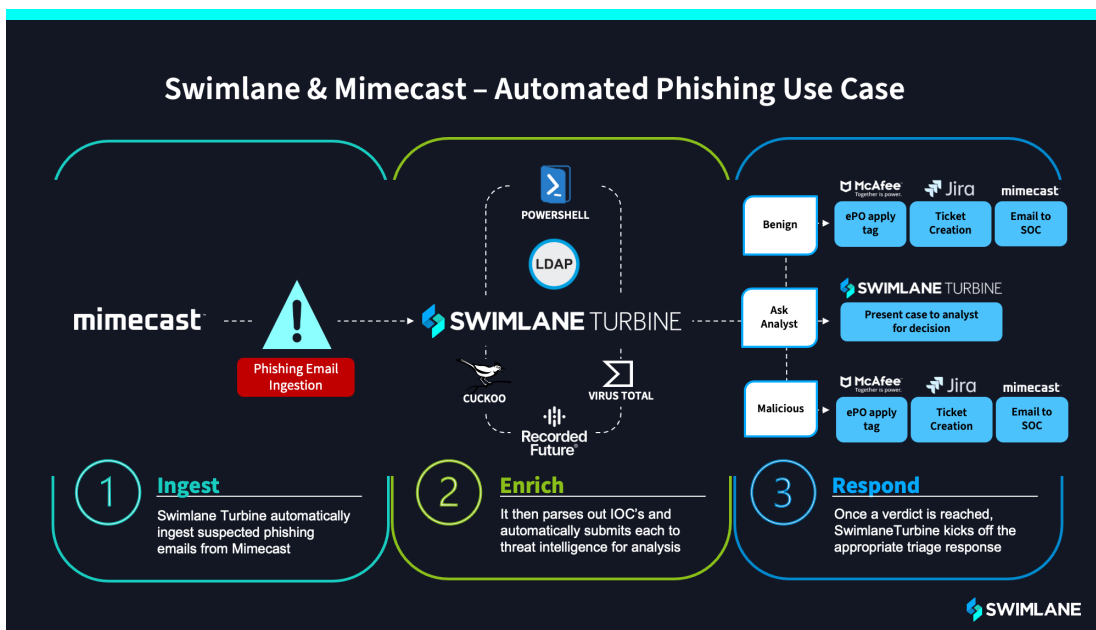 Swimlane & Mimecast – Automated Phishing Use Case
mimecast
Phishing Email
Ingestion
POWERSHELL
LDAP
SWIMLANE TURBINE
CUCKOO
VIRUS TOTAL
Recorded
Future®
Benign
McAfee
Together is power.
ePO apply
tag
Jira
Ticket
Creation
mimecast
Email to
SOC
Ask
Analyst
SWIMLANE TURBINE
Present case to analyst
for decision
Malicious
McAfee
Together is power.
ePO apply
tag
Jira
Ticket
Creation
mimecast
Email to
SOC
1
Ingest
Swimlane Turbine automatically
ingest suspected phishing
emails from Mimecast
2
Enrich
It then parses out IOC's and
automatically submits each to
threat intelligence for analysis
3
Respond
Once a verdict is reached,
SwimlaneTurbine kicks off the
appropriate triage response
SWIMLANE